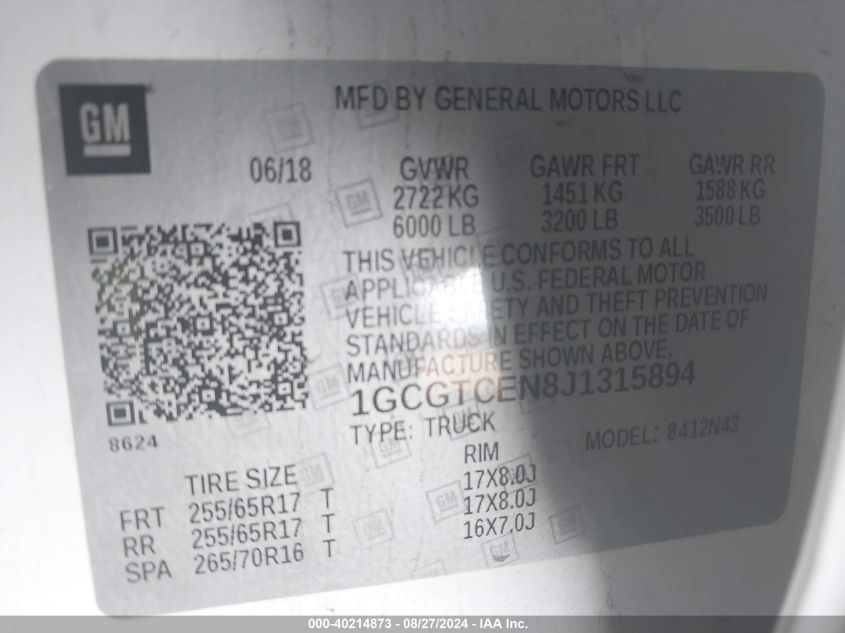 GM
MFD BY GENERAL MOTORS LLC
06/18 GVWR GAWR FRT GAWR RR
2722 KG 1451 KG 1588 KG
6000 LB 3200 LB 3500 LB
THIS VEHICLE CONFORMS TO ALL
APPLICABLE U.S. FEDERAL MOTOR
VEHICLE SAFETY AND THEFT PREVENTION
STANDARDS IN EFFECT ON THE DATE OF
MANUFACTURE SHOWN ABOVE.
1GCGTCEN8J1315894
8624
TYPE: TRUCK MODEL: 8412N43
TIRE SIZE RIM
FRT 255/65R17 T 17X8.0J
RR 255/65R17 T 17X8.0J
SPA 265/70R16 T 16X7.0J
000-40214873 - 08/27/2024 - IAA Inc.